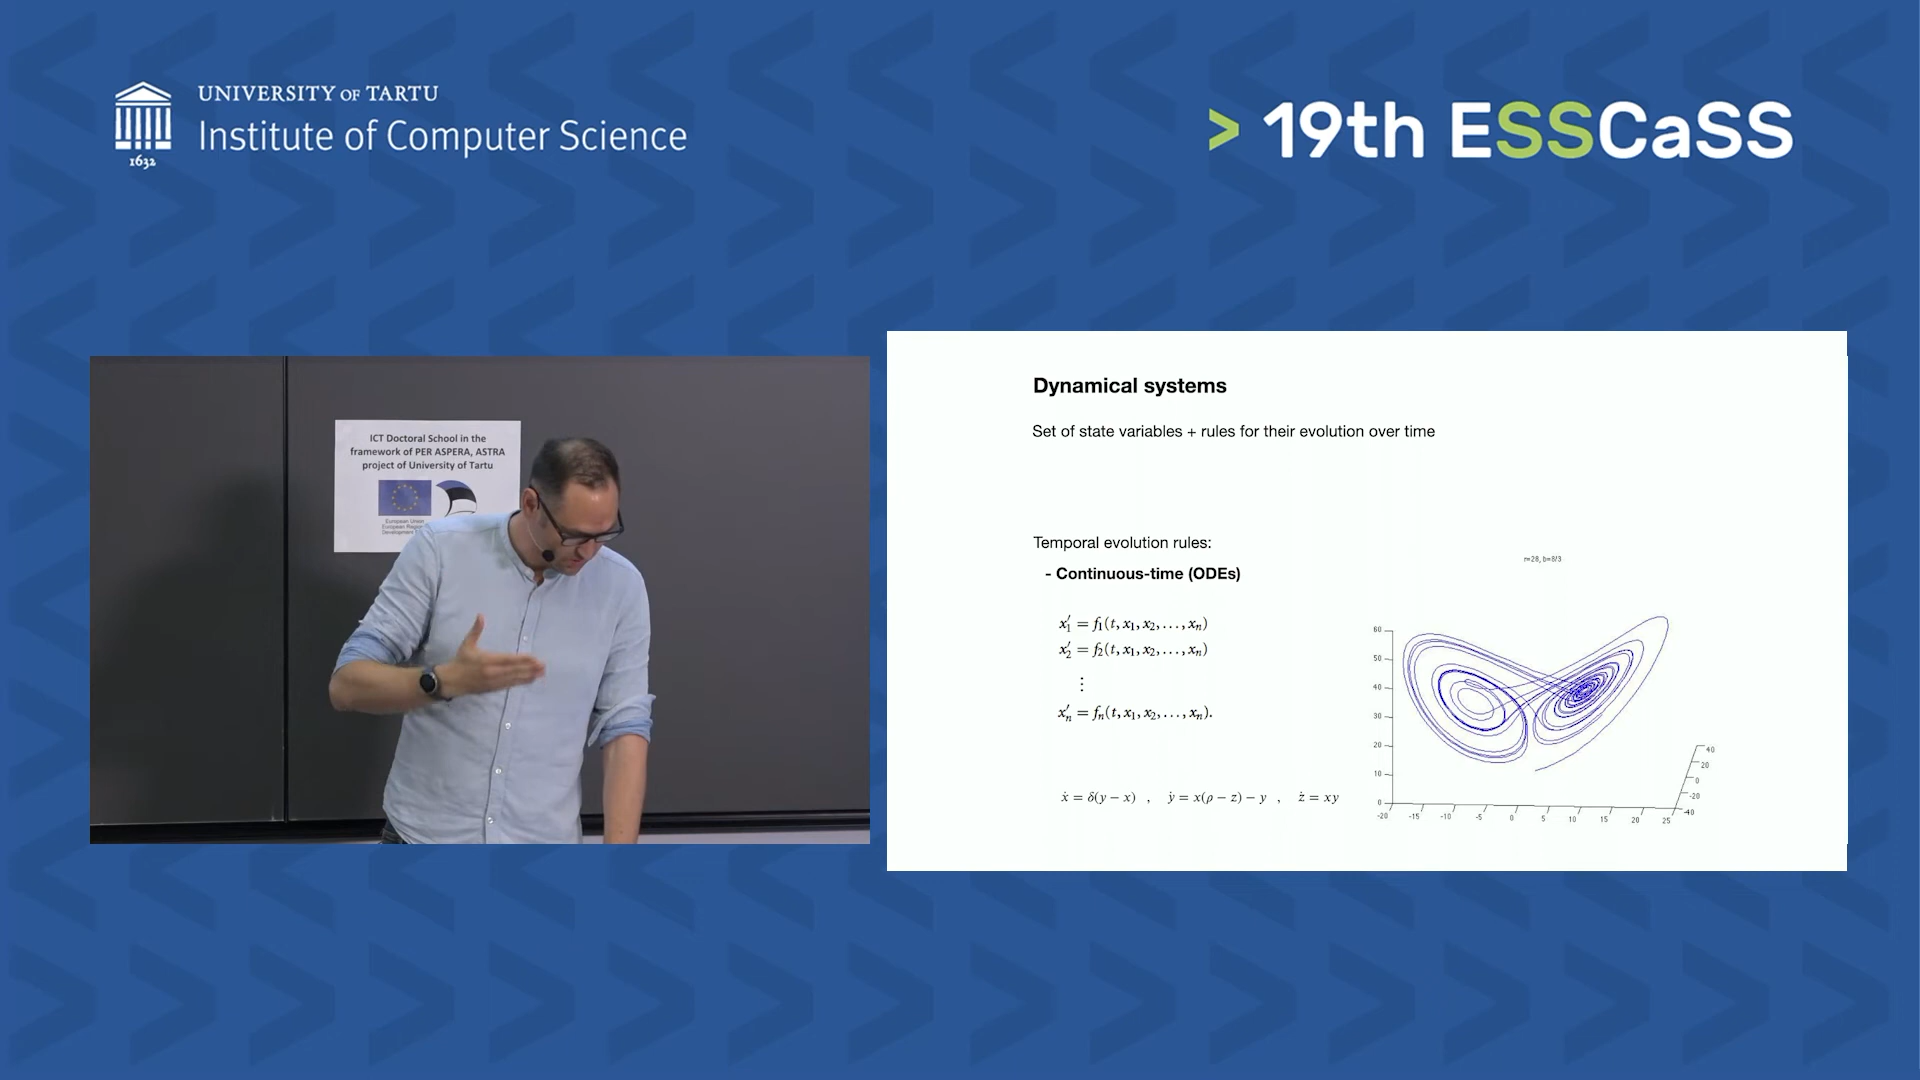 UNIVERSITY OF TARTU
Institute of Computer Science
1632
> 19th ESSCaSS
ICT Doctoral School in the
framework of PER ASPERA, ASTRA
project of University of Tartu
European Union
European Regio
Development
Dynamical systems
Set of state variables + rules for their evolution over time
Temporal evolution rules:
- Continuous-time (ODEs)
x′₁ = f₁(t, x₁, x₂, . . . , xₙ)
x′₂ = f₂(t, x₁, x₂, . . . , xₙ)
⋮
x′ₙ = fₙ(t, x₁, x₂, . . . , xₙ).
ẋ = δ(y − x) , ẏ = x(ρ − z) − y , ż = xy
r=28, b=8/3
60
50
40
30
20
10
0
-20 -15 -10 -5 0 5 10 15 20 25
40
20
0
-20
-40